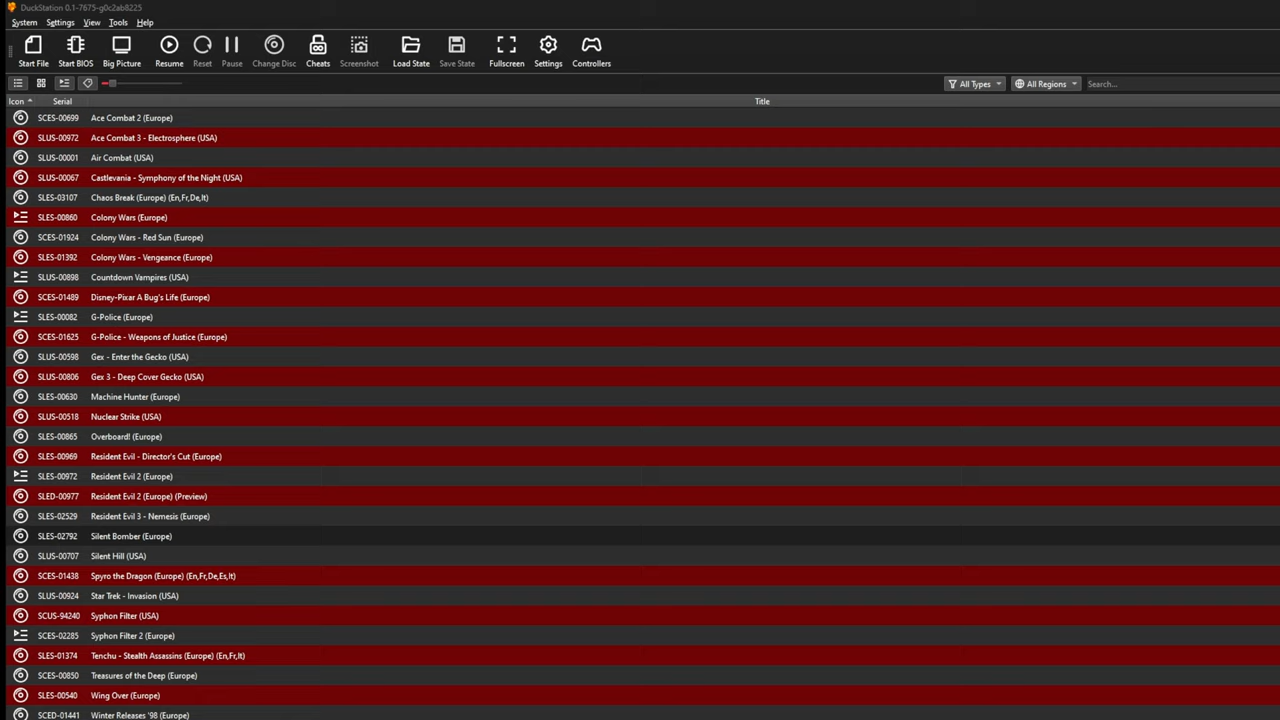 DuckStation 0.1-7675-g0c2ab8225
System Settings View Tools Help
Start File Start BIOS Big Picture Resume Reset Pause Change Disc Cheats Screenshot Load State Save State Fullscreen Settings Controllers
All Types All Regions Search...
Icon Serial Title
SCES-00699 Ace Combat 2 (Europe)
SLUS-00972 Ace Combat 3 - Electrosphere (USA)
SLUS-00001 Air Combat (USA)
SLUS-00067 Castlevania - Symphony of the Night (USA)
SLES-03107 Chaos Break (Europe) (En,Fr,De,It)
SLES-00860 Colony Wars (Europe)
SCES-01924 Colony Wars - Red Sun (Europe)
SLES-01392 Colony Wars - Vengeance (Europe)
SLUS-00898 Countdown Vampires (USA)
SCES-01489 Disney-Pixar A Bug's Life (Europe)
SLES-00082 G-Police (Europe)
SCES-01625 G-Police - Weapons of Justice (Europe)
SLUS-00598 Gex - Enter the Gecko (USA)
SLUS-00806 Gex 3 - Deep Cover Gecko (USA)
SLES-00630 Machine Hunter (Europe)
SLUS-00518 Nuclear Strike (USA)
SLES-00865 Overboard! (Europe)
SLES-00969 Resident Evil - Director's Cut (Europe)
SLES-00972 Resident Evil 2 (Europe)
SLED-00977 Resident Evil 2 (Europe) (Preview)
SLES-02529 Resident Evil 3 - Nemesis (Europe)
SLES-02792 Silent Bomber (Europe)
SLUS-00707 Silent Hill (USA)
SCES-01438 Spyro the Dragon (Europe) (En,Fr,De,Es,It)
SLUS-00924 Star Trek - Invasion (USA)
SCUS-94240 Syphon Filter (USA)
SCES-02285 Syphon Filter 2 (Europe)
SLES-01374 Tenchu - Stealth Assassins (Europe) (En,Fr,It)
SCES-00850 Treasures of the Deep (Europe)
SLES-00540 Wing Over (Europe)
SCED-01441 Winter Releases '98 (Europe)